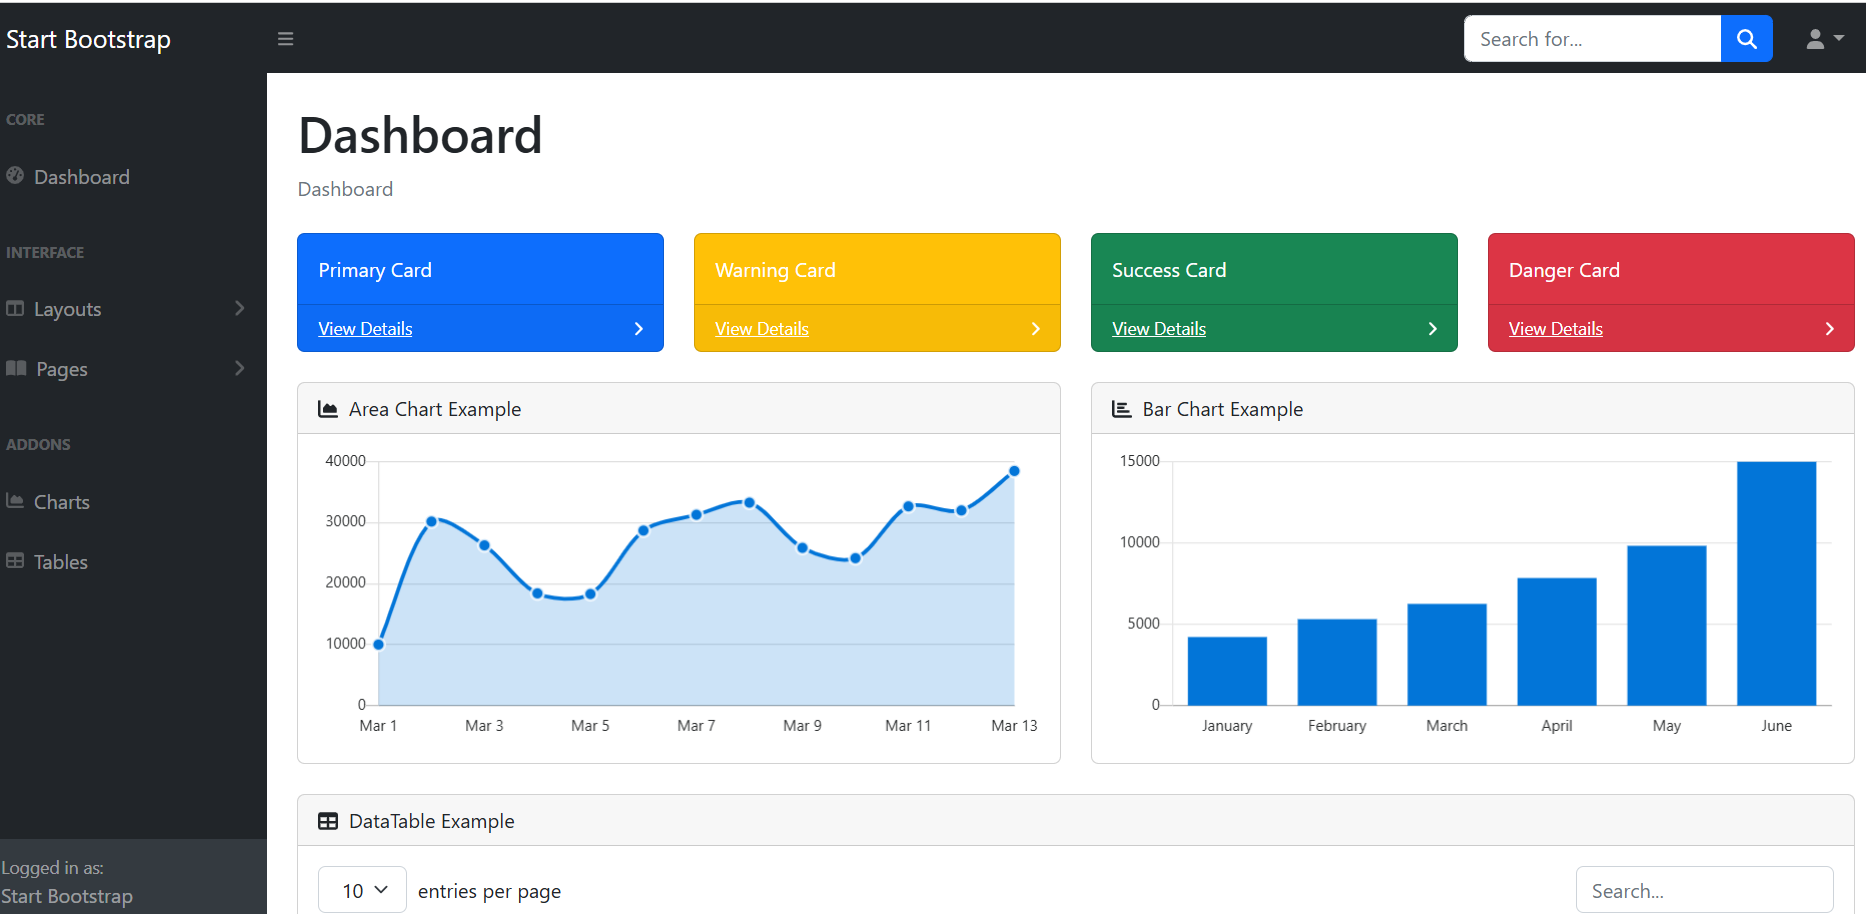 Start Bootstrap
Search for...
CORE
Dashboard
INTERFACE
Layouts
Pages
ADDONS
Charts
Tables
Logged in as:
Start Bootstrap
Dashboard
Dashboard
Primary Card
View Details
Warning Card
View Details
Success Card
View Details
Danger Card
View Details
Area Chart Example
40000
30000
20000
10000
0
Mar 1 Mar 3 Mar 5 Mar 7 Mar 9 Mar 11 Mar 13
Bar Chart Example
15000
10000
5000
0
January February March April May June
DataTable Example
10 entries per page
Search...